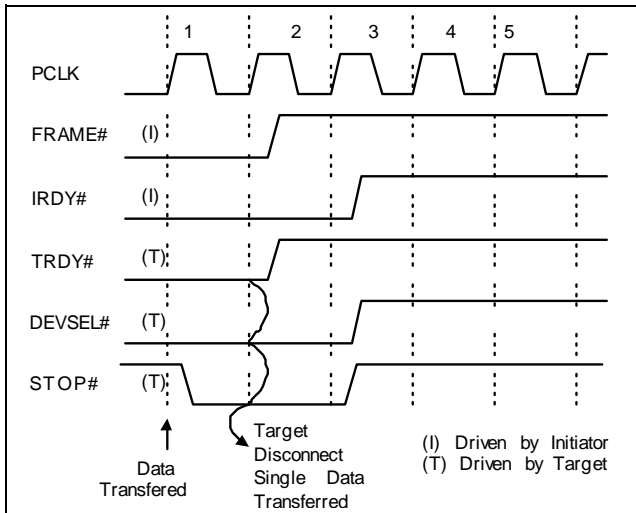 1 2 3 4 5
PCLK
FRAME# (I)
IRDY# (I)
TRDY# (T)
DEVSEL# (T)
STOP# (T)
Data
Transfered
Target
Disconnect
Single Data
Transferred
(I) Driven by Initiator
(T) Driven by Target